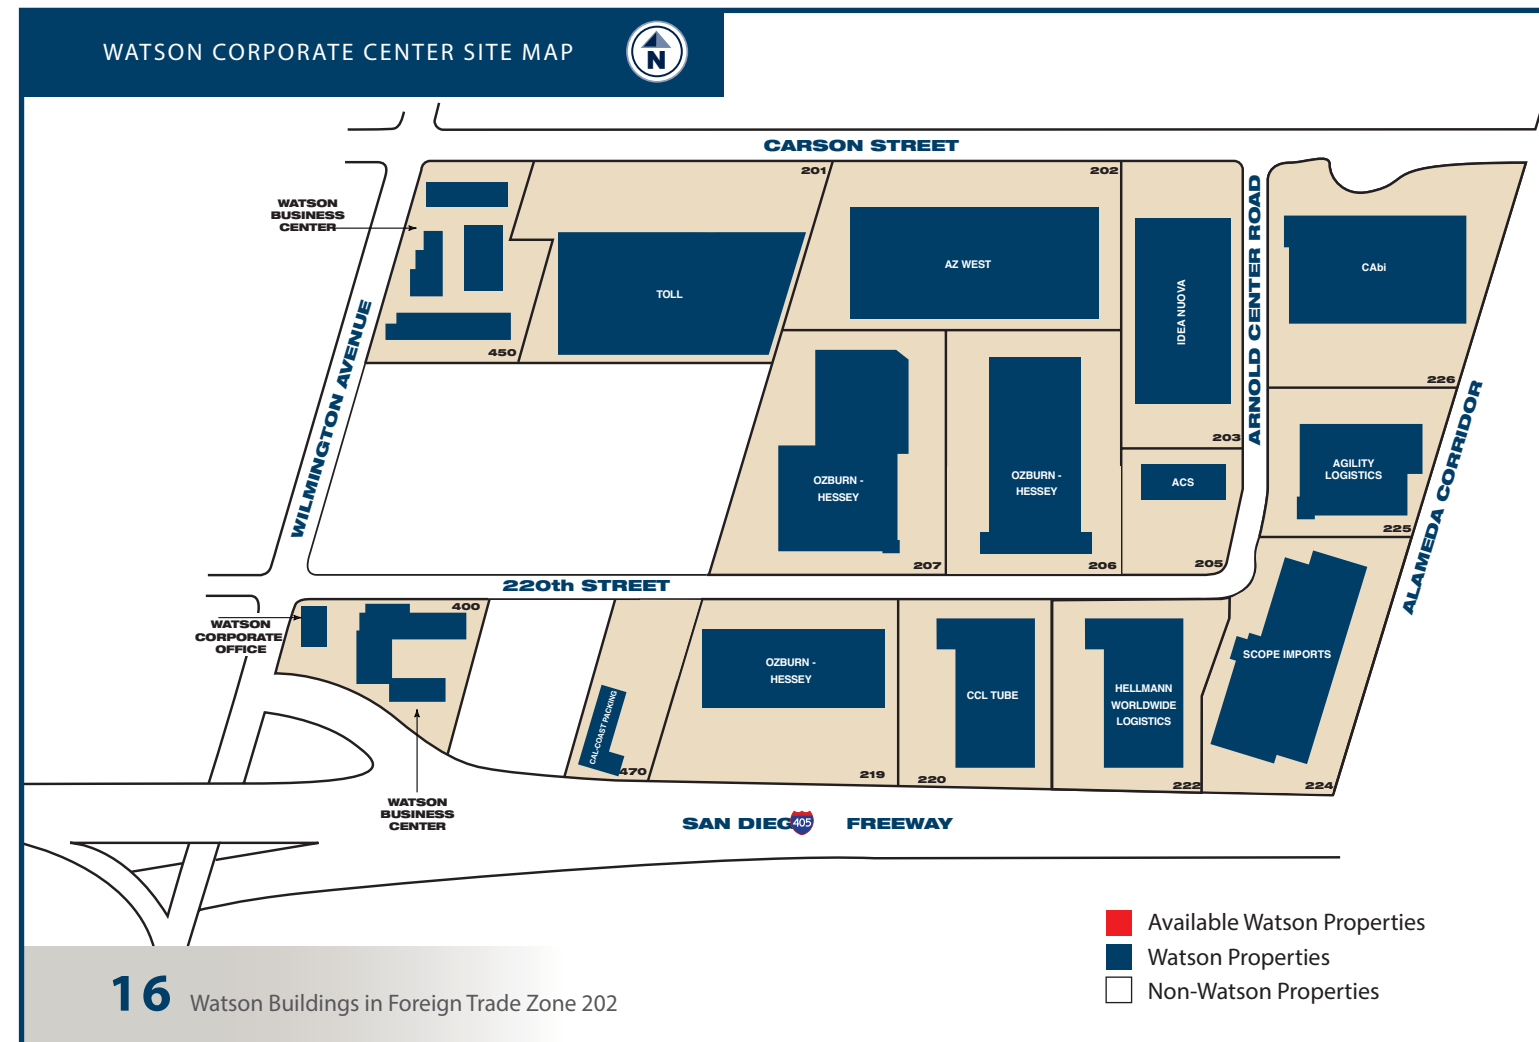 WATSON CORPORATE CENTER SITE MAP
N
CARSON STREET
201
202
WATSON
BUSINESS
CENTER
450
TOLL
AZ WEST
IDEA NUOVA
203
ARNOLD CENTER ROAD
CAbi
226
WILMINGTON AVENUE
OZBURN -
HESSEY
207
OZBURN -
HESSEY
206
ACS
205
AGILITY
LOGISTICS
225
ALAMEDA CORRIDOR
220th STREET
WATSON
CORPORATE
OFFICE
400
WATSON
BUSINESS
CENTER
CAL-COAST PACKING
470
OZBURN -
HESSEY
219
CCL TUBE
220
HELLMANN
WORLDWIDE
LOGISTICS
222
SCOPE IMPORTS
224
SAN DIEG 405 FREEWAY
Available Watson Properties
Watson Properties
Non-Watson Properties
16 Watson Buildings in Foreign Trade Zone 202